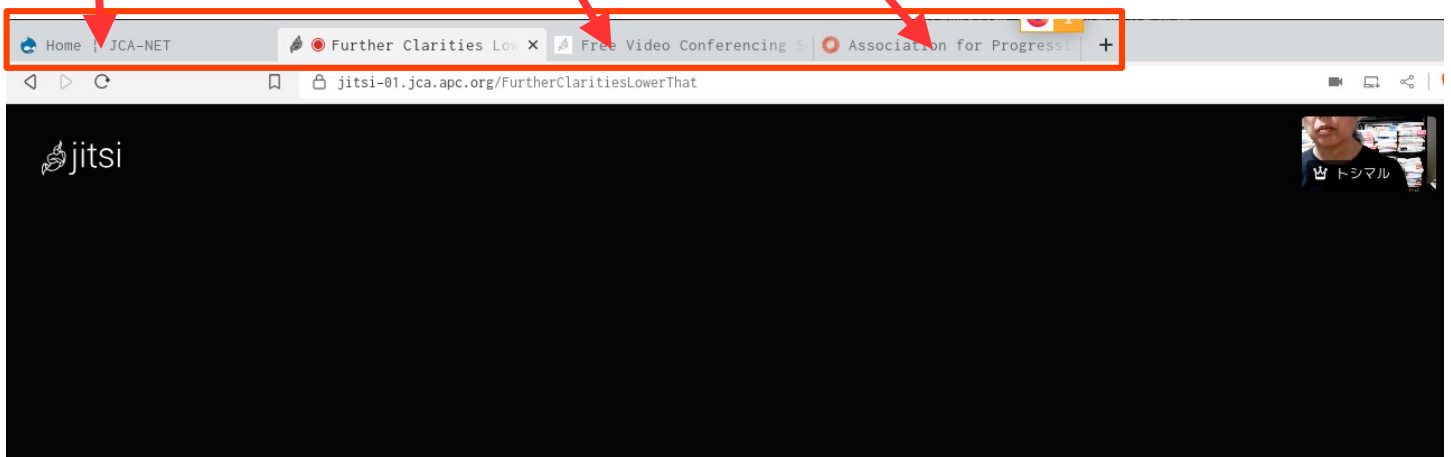 Home | JCA-NET
Further Clarities Low
Free Video Conferencing S
Association for Progressi
jitsi-01.jca.apc.org/FurtherClaritiesLowerThat
jitsi
トシマル